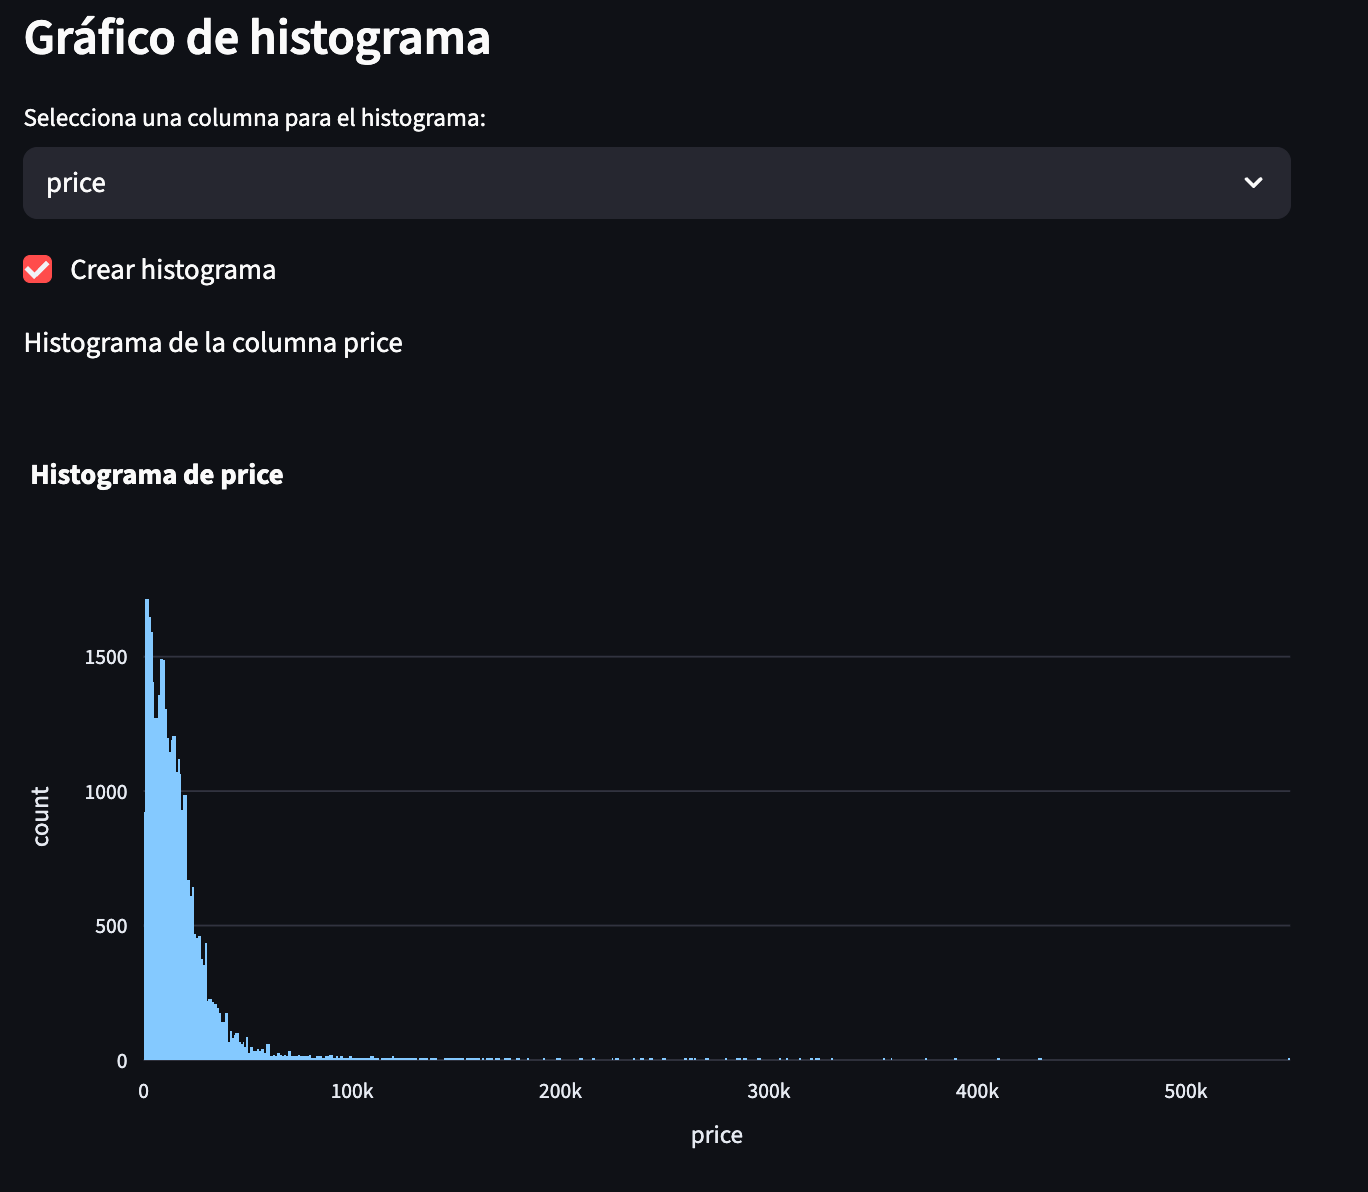 Gráfico de histograma
Selecciona una columna para el histograma:
price
Crear histograma
Histograma de la columna price
Histograma de price
1500
1000
500
0
count
0 100k 200k 300k 400k 500k
price